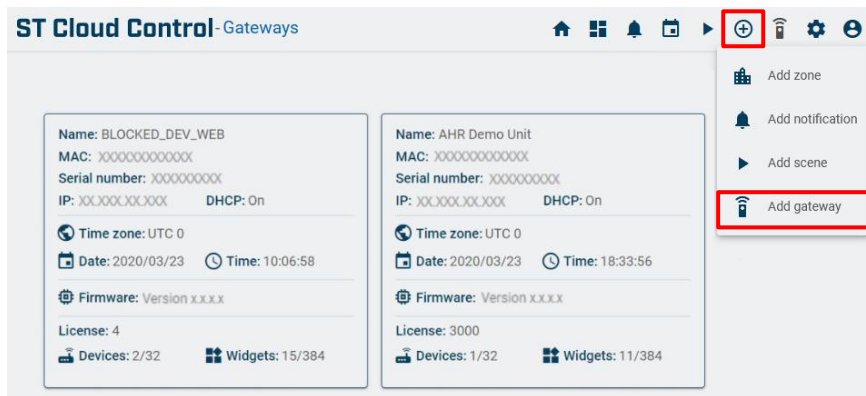 ST Cloud Control - Gateways
Add zone
Add notification
Add scene
Add gateway
Name: BLOCKED_DEV_WEB
MAC: XXXXXXXXXXXX
Serial number: XXXXXXXXX
IP: XX.XXX.XX.XXX DHCP: On
Time zone: UTC 0
Date: 2020/03/23 Time: 10:06:58
Firmware: Version x.x.x.x
License: 4
Devices: 2/32 Widgets: 15/384
Name: AHR Demo Unit
MAC: XXXXXXXXXXXX
Serial number: XXXXXXXXX
IP: XX.XXX.XX.XXX DHCP: On
Time zone: UTC 0
Date: 2020/03/23 Time: 18:33:56
Firmware: Version x.x.x.x
License: 3000
Devices: 1/32 Widgets: 11/384